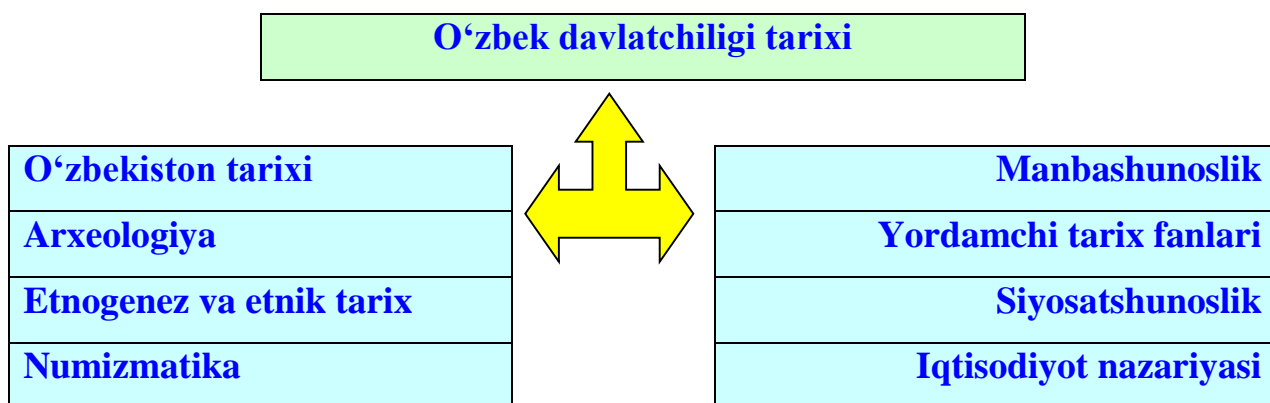 O‘zbek davlatchiligi tarixi
O‘zbekiston tarixi
Arxeologiya
Etnogenez va etnik tarix
Numizmatika
Manbashunoslik
Yordamchi tarix fanlari
Siyosatshunoslik
Iqtisodiyot nazariyasi